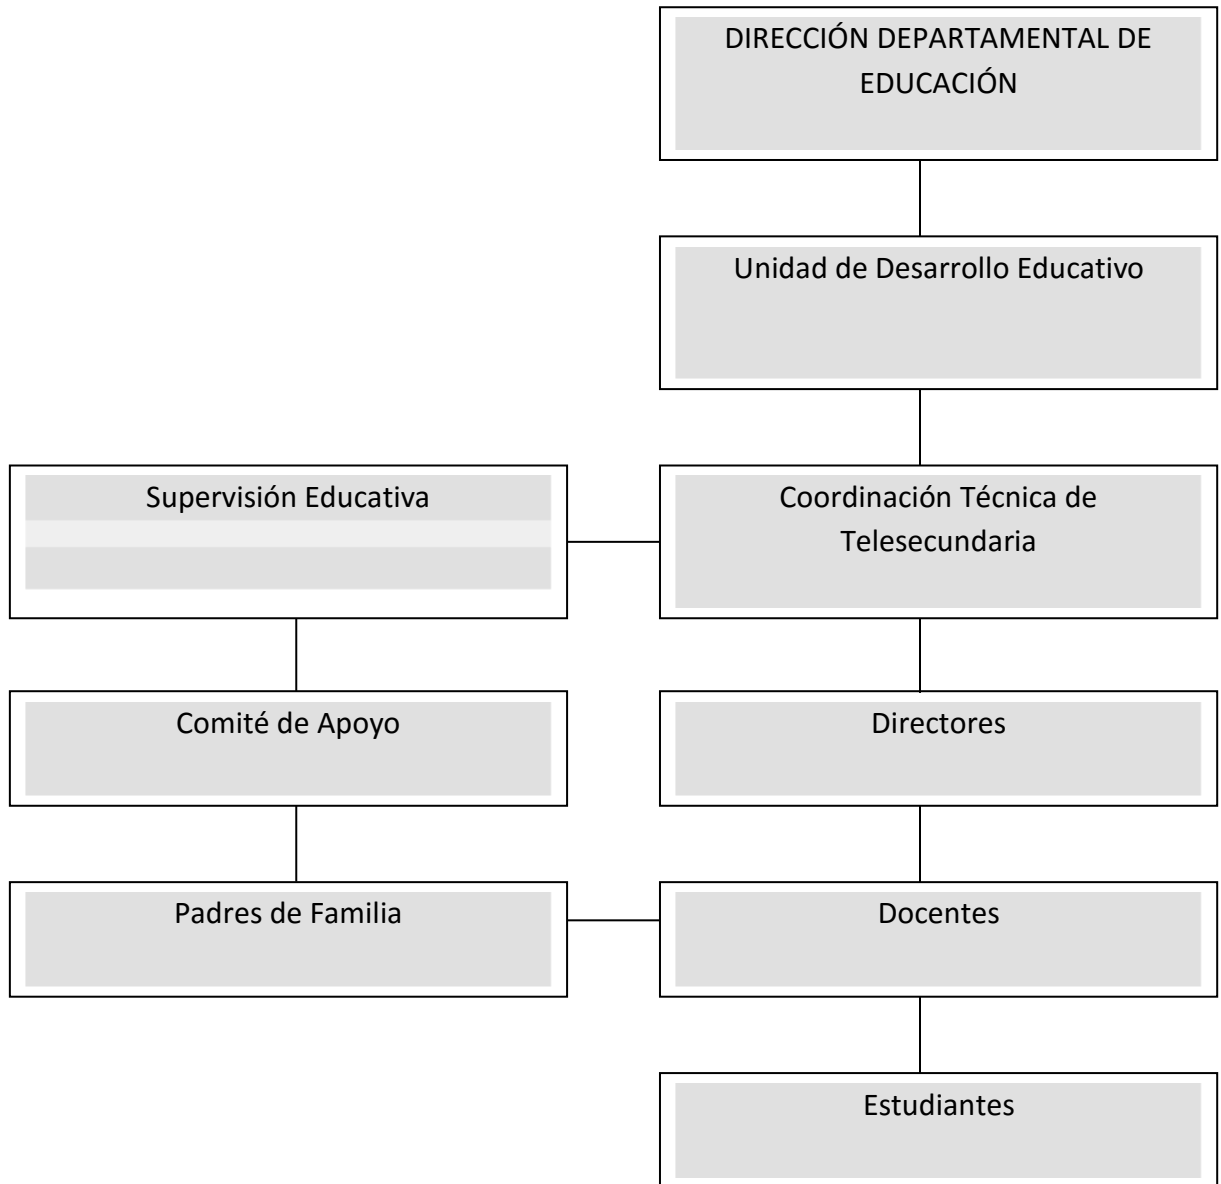 DIRECCIÓN DEPARTAMENTAL DE
EDUCACIÓN
Unidad de Desarrollo Educativo
Supervisión Educativa
Coordinación Técnica de
Telesecundaria
Comité de Apoyo
Directores
Padres de Familia
Docentes
Estudiantes